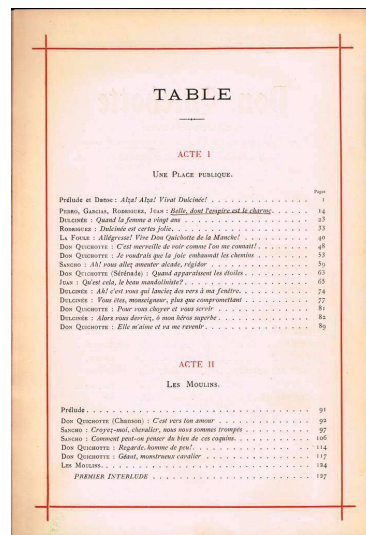 TABLE
ACTE I
Une Place publique.
Pages
Prélude et Danse : Alza! Alza! Vivat Dulcinée! 1
Pedro, Garcias, Rodriguez, Juan : Belle, dont l'empire est le charme 14
Dulcinée : Quand la femme a vingt ans 23
Rodriguez : Dulcinée est certes jolie 33
La Foule : Allégresse! Vive Don Quichotte de la Manche! 40
Don Quichotte : C'est merveille de voir comme l'on me connaît! 48
Don Quichotte : Je voudrais que la joie embaumât les chemins 53
Sancho : Ah! vous allez ameuter alcade, régidor 59
Don Quichotte (Sérénade) : Quand apparaissent les étoiles 63
Juan : Qu'est cela, le beau mandoliniste? 65
Dulcinée : Ah! c'est vous qui lanciez des vers à ma fenêtre 74
Dulcinée : Vous êtes, monseigneur, plus que compromettant 77
Don Quichotte : Pour vous choyer et vous servir 81
Dulcinée : Alors vous devriez, ô mon héros superbe 82
Don Quichotte : Elle m'aime et va me revenir 89
ACTE II
Les Moulins.
Prélude 91
Don Quichotte (Chanson) : C'est vers ton amour 92
Sancho : Croyez-moi, chevalier, nous nous sommes trompés 97
Sancho : Comment peut-on penser du bien de ces coquines 106
Don Quichotte : Regarde, homme de peu! 114
Don Quichotte : Géant, monstrueux cavalier 117
Les Moulins 124
PREMIER INTERLUDE 127